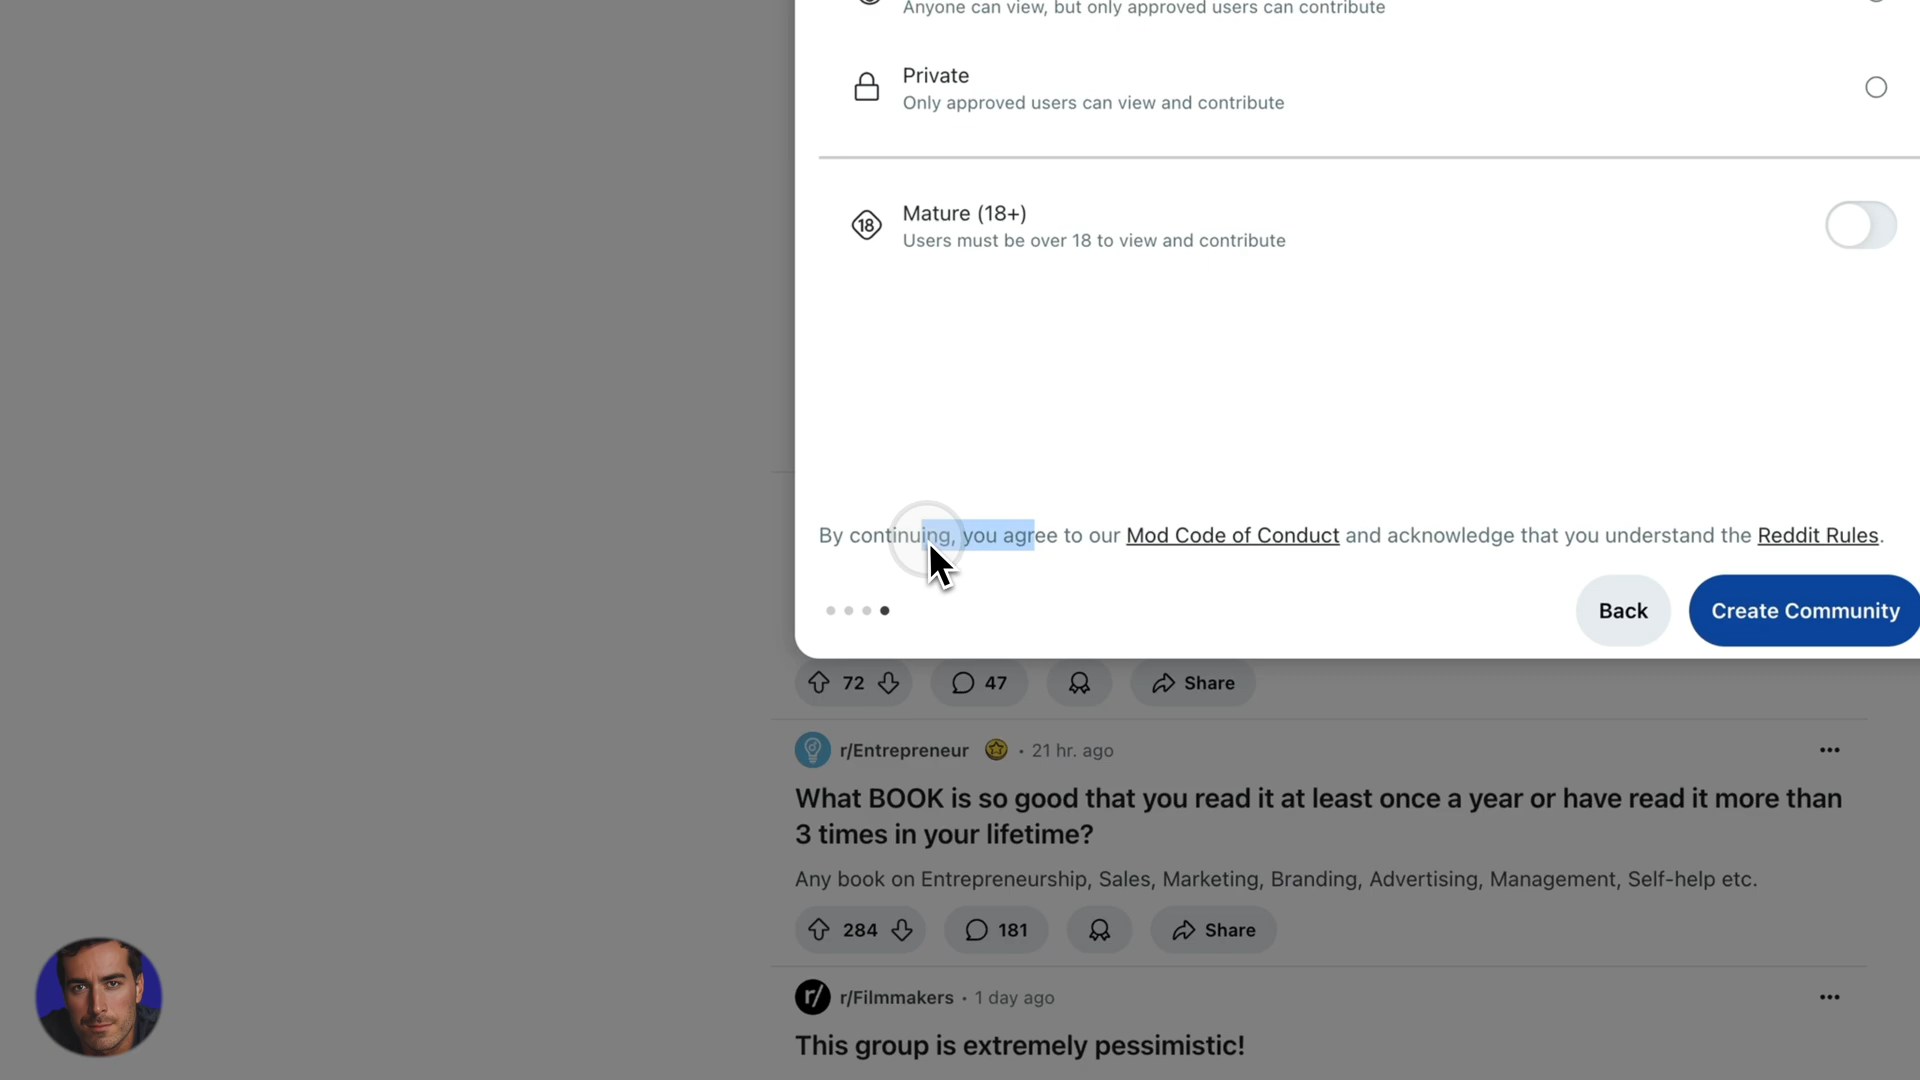 Anyone can view, but only approved users can contribute
Private
Only approved users can view and contribute
18
Mature (18+)
Users must be over 18 to view and contribute
By continuing, you agree to our Mod Code of Conduct and acknowledge that you understand the Reddit Rules.
Back
Create Community
72
47
Share
r/Entrepreneur • 21 hr. ago
What BOOK is so good that you read it at least once a year or have read it more than
3 times in your lifetime?
Any book on Entrepreneurship, Sales, Marketing, Branding, Advertising, Management, Self-help etc.
284
181
Share
r/
r/Filmmakers • 1 day ago
This group is extremely pessimistic!